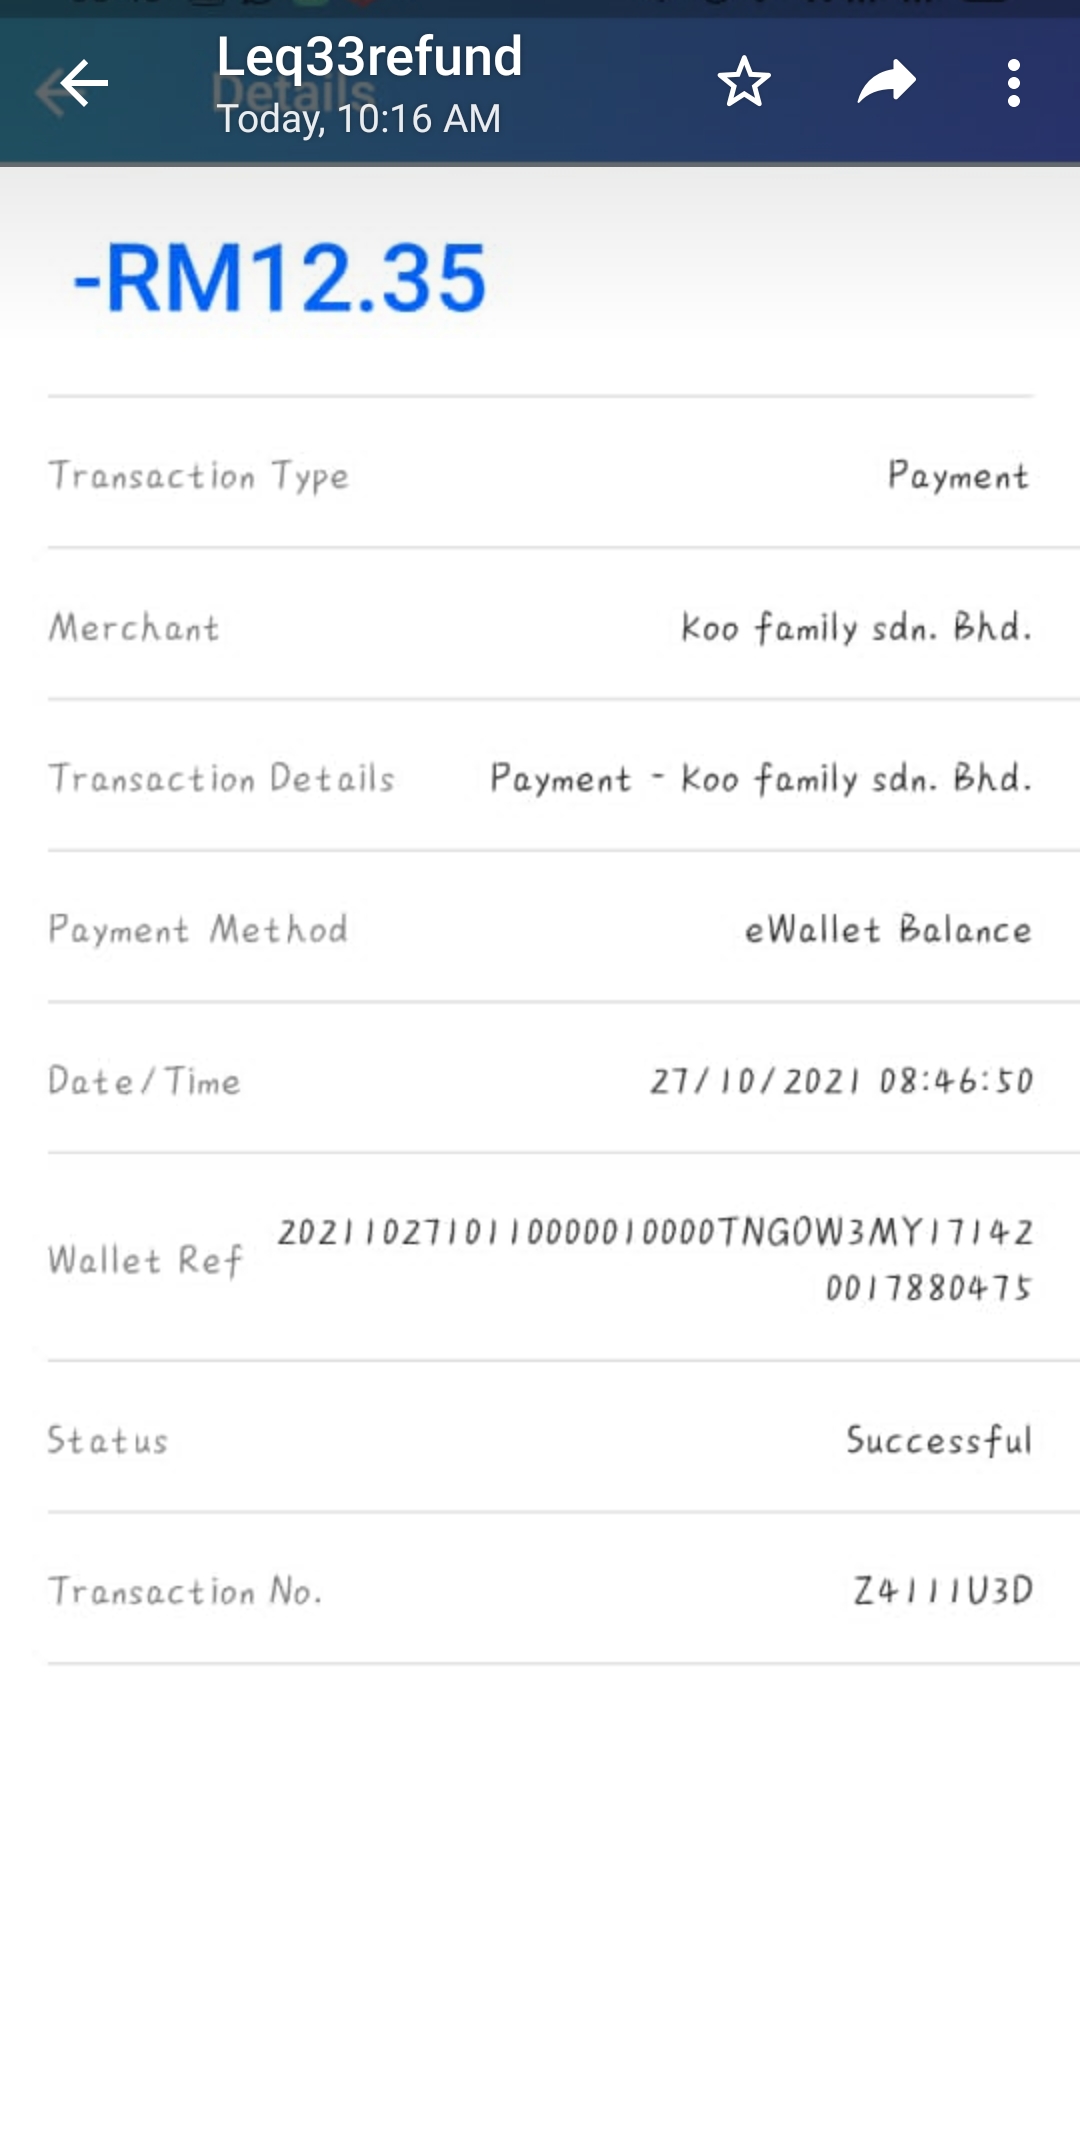 Leq33refund
Details
Today, 10:16 AM
-RM12.35
Transaction Type
Payment
Merchant
Koo family sdn. Bhd.
Transaction Details
Payment - Koo family sdn. Bhd.
Payment Method
eWallet Balance
Date/Time
27/10/2021 08:46:50
Wallet Ref
2021102710110000010000TNGOW3MY17142
0017880475
Status
Successful
Transaction No.
Z4111U3D